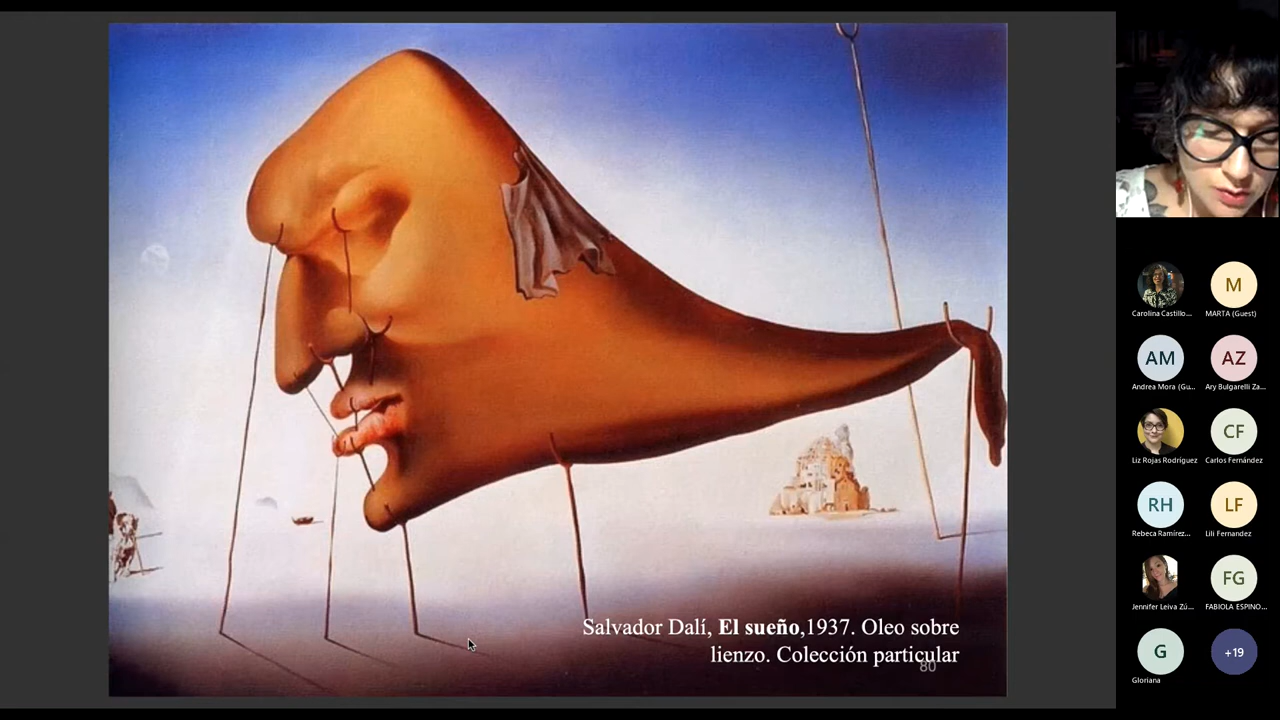 Salvador Dalí, El sueño,1937. Oleo sobre
lienzo. Colección particular
80
Carolina Castillo...
M
MARTA (Guest)
AM
Andrea Mora (Gu...
AZ
Ary Bulgarelli Za...
Liz Rojas Rodríguez
CF
Carlos Fernández
RH
Rebeca Ramírez...
LF
Lili Fernandez
Jennifer Leiva Zú...
FG
FABIOLA ESPINO...
G
Gloriana
+19